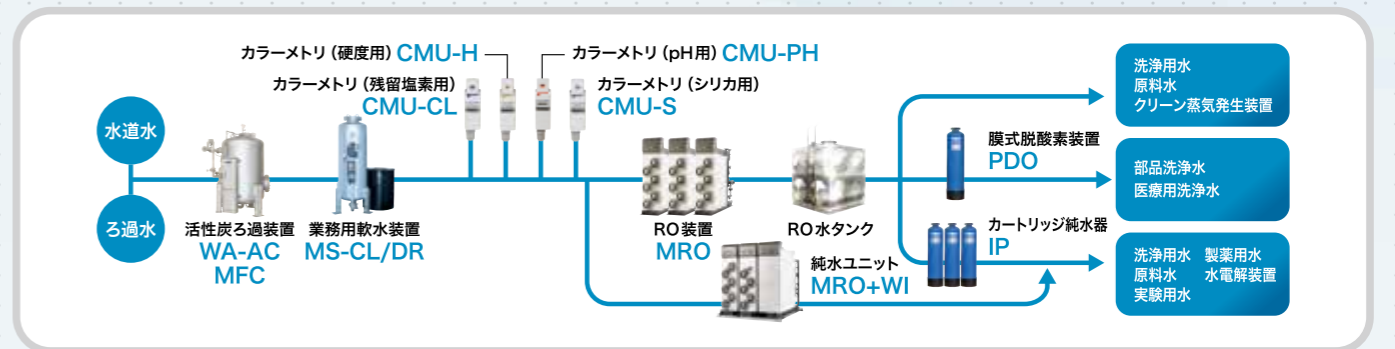 水道水
ろ過水
活性炭ろ過装置
WA-AC
MFC
業務用軟水装置
MS-CL/DR
カラーメトリ（硬度用）CMU-H
カラーメトリ（残留塩素用）
CMU-CL
カラーメトリ（pH用）CMU-PH
カラーメトリ（シリカ用）
CMU-S
RO装置
MRO
RO水タンク
純水ユニット
MRO+WI
膜式脱酸素装置
PDO
カートリッジ純水器
IP
洗浄用水
原料水
クリーン蒸気発生装置
部品洗浄水
医療用洗浄水
洗浄用水 製薬用水
原料水 水電解装置
実験用水